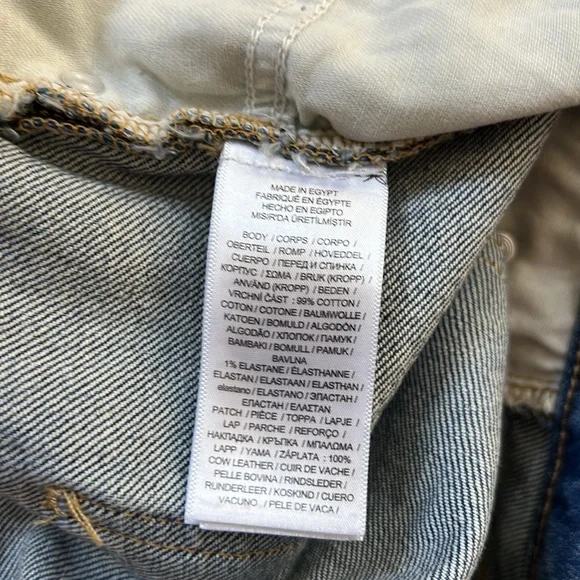 MADE IN EGYPT
FABRIQUÉ EN ÉGYPTE
HECHO EN EGIPTO
MISIR'DA ÜRETİLMİŞTİR
BODY / CORPS / CORPO /
OBERTEIL / ROMP / HOVEDDEL /
CUERPO / ПЕРЕД И СПИНКА /
КОРПУС / ΣΩΜΑ / BRUK (KROPP) /
ANVÄND (KROPP) / BEDEN /
VRCHNÍ ČÁST : 99% COTTON /
COTON / COTONE / BAUMWOLLE /
KATOEN / BOMULD / ALGODÓN /
ALGODÃO / ХЛОПОК / ПАМУК /
ΒΑΜΒΑΚΙ / BOMULL / PAMUK /
BAVLNA
1% ELASTANE / ÉLASTHANNE /
ELASTAN / ELASTAAN / ELASTHAN /
elastano / ELASTANO / ЭЛАСТАН /
ЕЛАСТАН / ΕΛΑΣΤΑΝ
PATCH / PIÈCE / TOPPA / LAPJE /
LAP / PARCHE / REFORÇO /
НАКЛАДКА / КРЪПКА / ΜΠΑΛΩΜΑ /
LAPP / YAMA / ZÁPLATA : 100%
COW LEATHER / CUIR DE VACHE /
PELLE BOVINA / RINDSLEDER /
RUNDERLEER / KOSKIND / CUERO
VACUNO / PELE DE VACA /